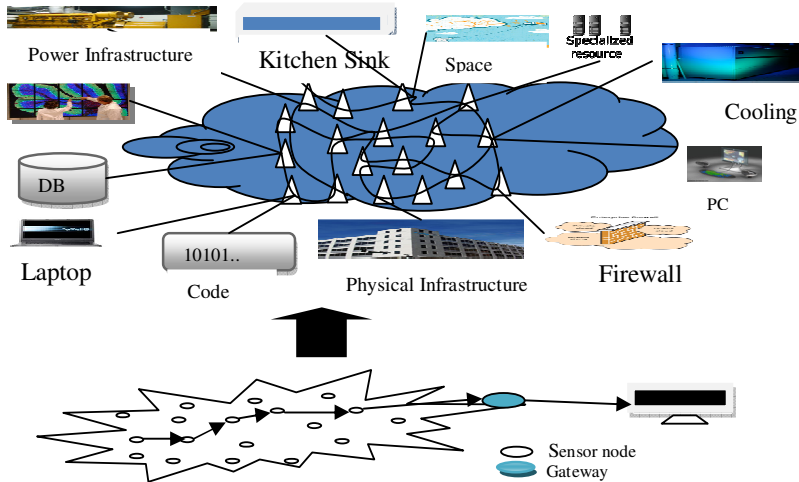 Power Infrastructure
Kitchen Sink
Space
Specialized
resource
Cooling
DB
PC
Laptop
10101..
Code
Physical Infrastructure
Firewall
Sensor node
Gateway